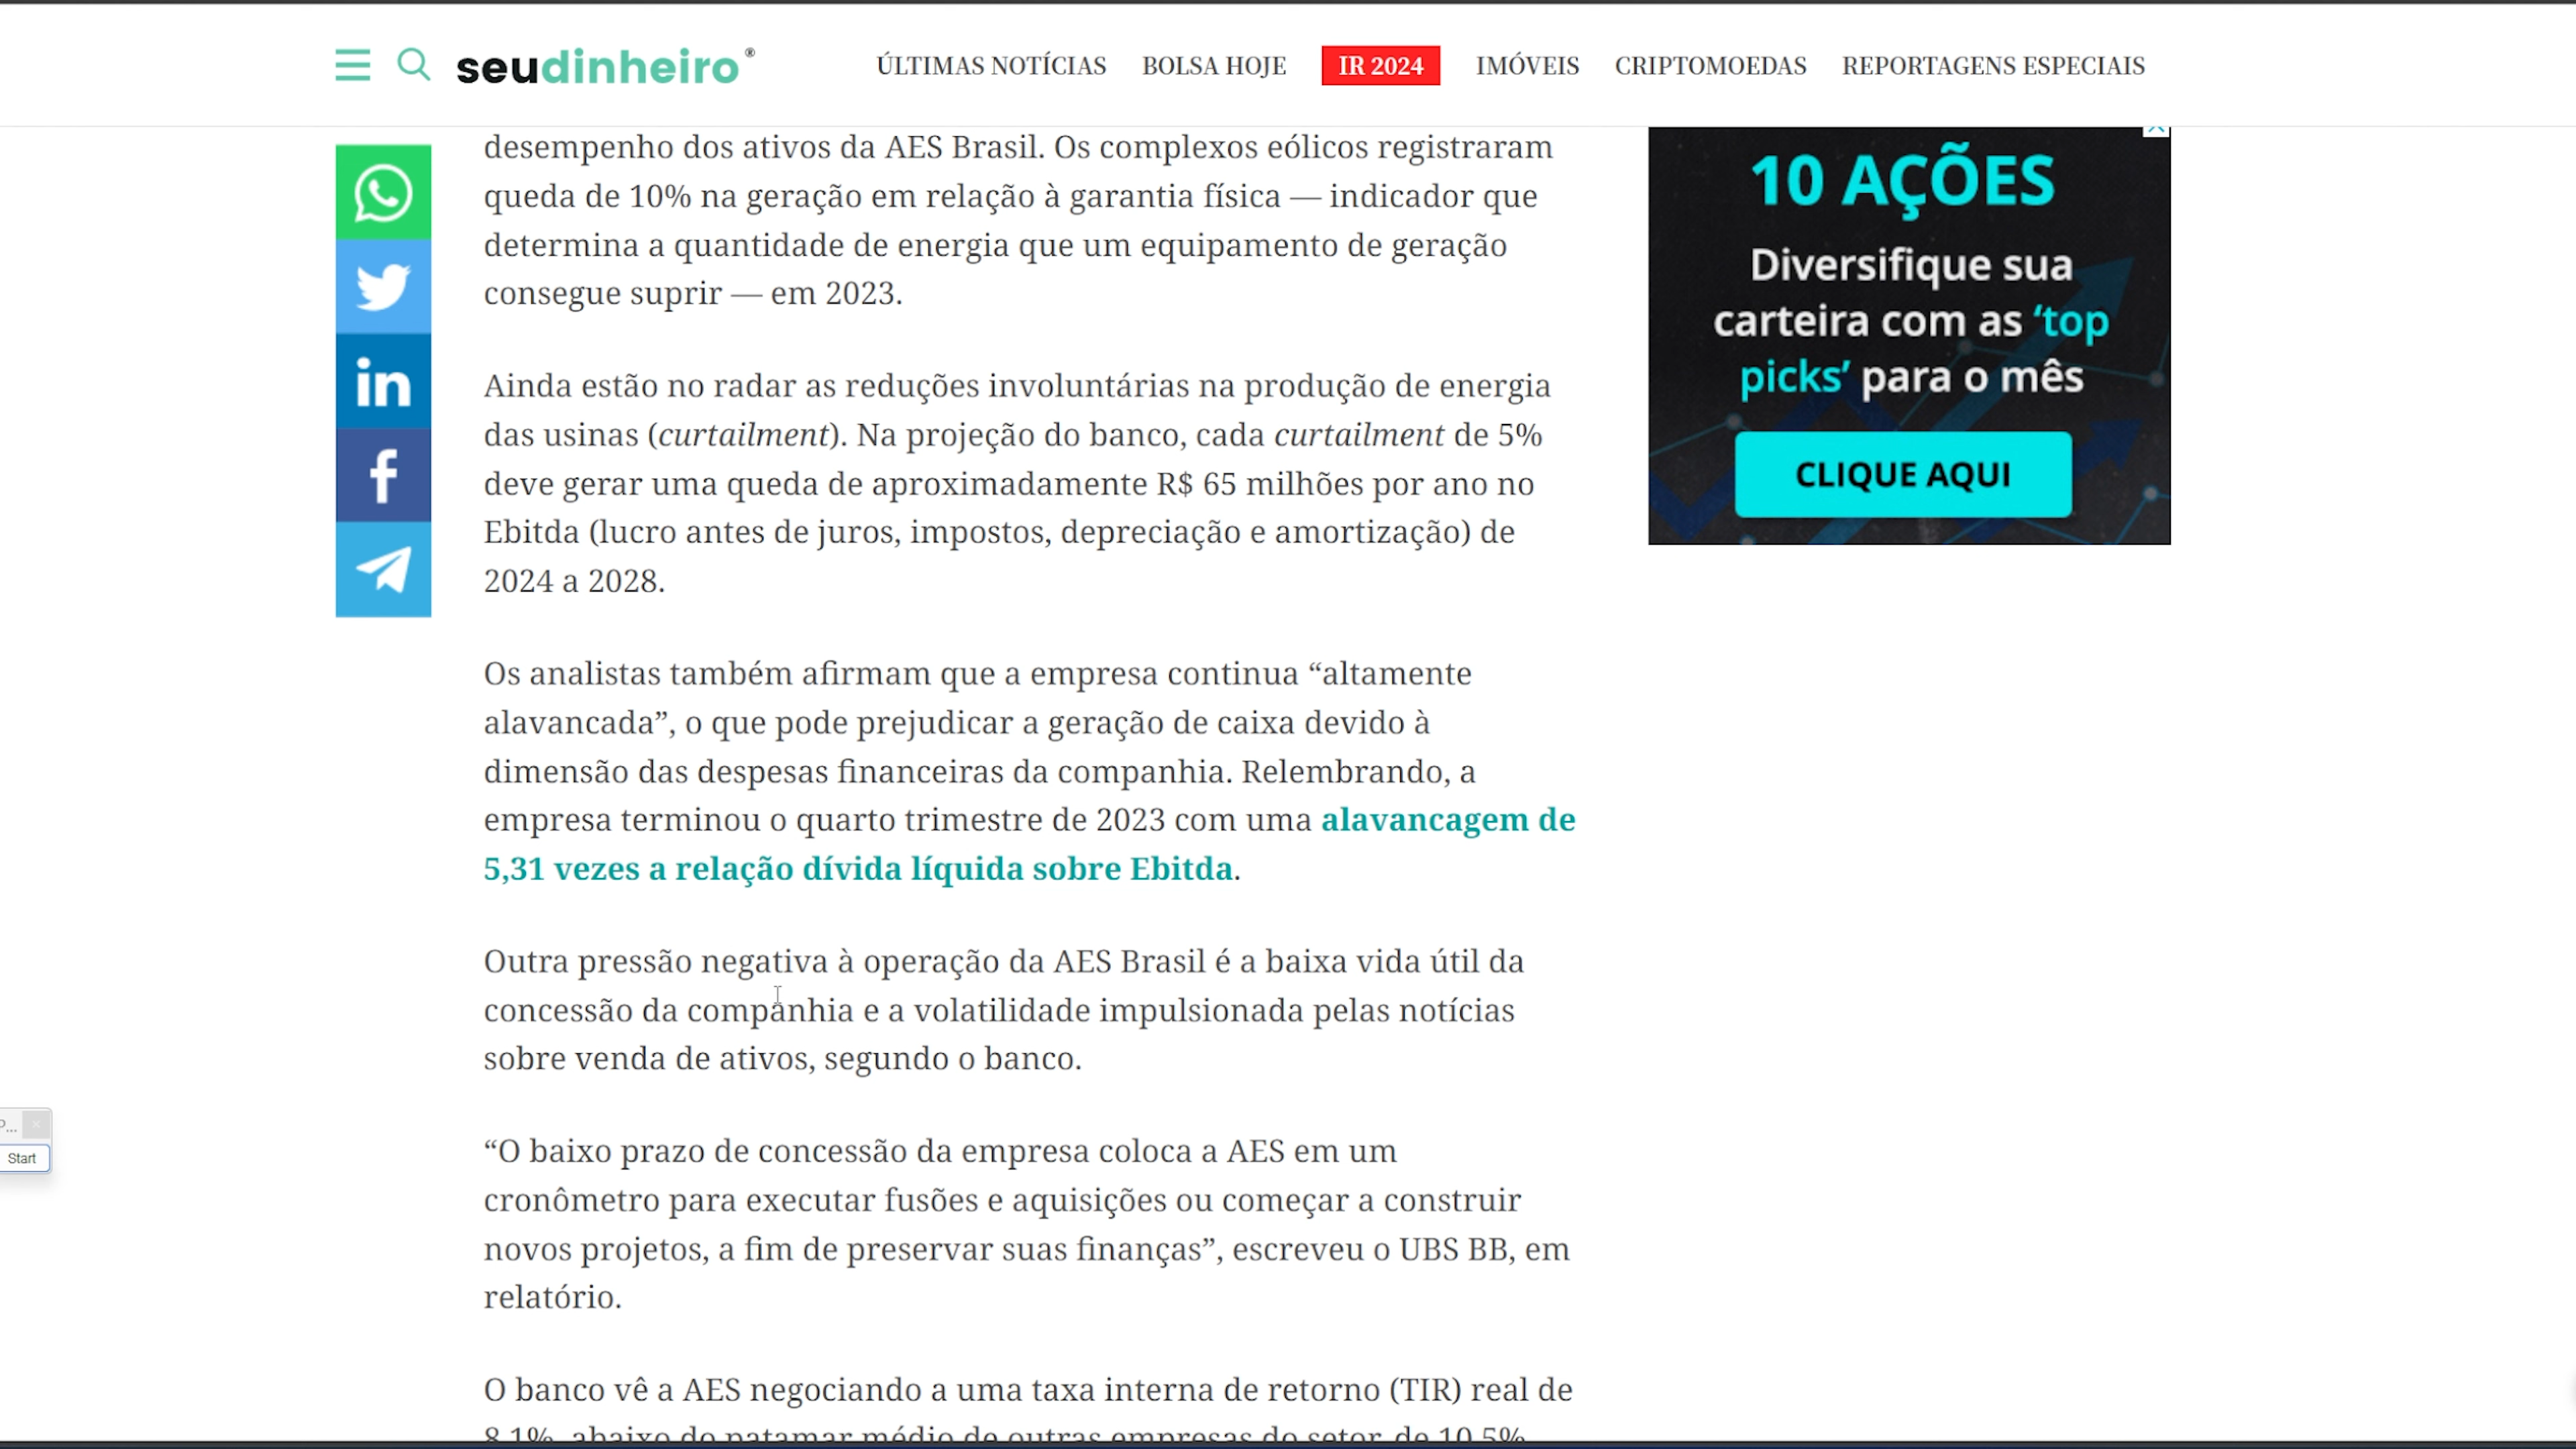 seudinheiro®
ÚLTIMAS NOTÍCIAS
BOLSA HOJE
IR 2024
IMÓVEIS
CRIPTOMOEDAS
REPORTAGENS ESPECIAIS
desempenho dos ativos da AES Brasil. Os complexos eólicos registraram
queda de 10% na geração em relação à garantia física — indicador que
determina a quantidade de energia que um equipamento de geração
consegue suprir — em 2023.
Ainda estão no radar as reduções involuntárias na produção de energia
das usinas (curtailment). Na projeção do banco, cada curtailment de 5%
deve gerar uma queda de aproximadamente R$ 65 milhões por ano no
Ebitda (lucro antes de juros, impostos, depreciação e amortização) de
2024 a 2028.
Os analistas também afirmam que a empresa continua “altamente
alavancada”, o que pode prejudicar a geração de caixa devido à
dimensão das despesas financeiras da companhia. Relembrando, a
empresa terminou o quarto trimestre de 2023 com uma alavancagem de
5,31 vezes a relação dívida líquida sobre Ebitda.
Outra pressão negativa à operação da AES Brasil é a baixa vida útil da
concessão da companhia e a volatilidade impulsionada pelas notícias
sobre venda de ativos, segundo o banco.
“O baixo prazo de concessão da empresa coloca a AES em um
cronômetro para executar fusões e aquisições ou começar a construir
novos projetos, a fim de preservar suas finanças”, escreveu o UBS BB, em
relatório.
O banco vê a AES negociando a uma taxa interna de retorno (TIR) real de
8,1%, abaixo do patamar médio de outras empresas do setor, de 10,5%
10 AÇÕES
Diversifique sua
carteira com as ‘top
picks’ para o mês
CLIQUE AQUI
P...
Start